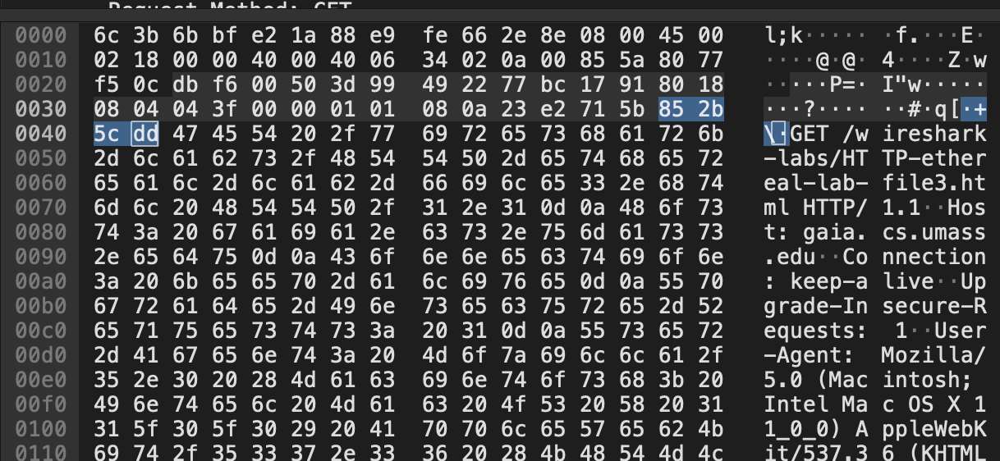 Request Method: GET
0000 6c 3b 6b bf e2 1a 88 e9 fe 66 2e 8e 08 00 45 00 l;k····· ·f.···E·
0010 02 18 00 00 40 00 40 06 34 02 0a 00 85 5a 80 77 ····@·@· 4····Z·w
0020 f5 0c db f6 00 50 3d 99 49 22 77 bc 17 91 80 18 ·····P=· I"w·····
0030 08 04 04 3f 00 00 01 01 08 0a 23 e2 71 5b 85 2b ···?···· ··#·q[·+
0040 5c dd 47 45 54 20 2f 77 69 72 65 73 68 61 72 6b \·GET /w ireshark
0050 2d 6c 61 62 73 2f 48 54 54 50 2d 65 74 68 65 72 -labs/HT TP-ether
0060 65 61 6c 2d 6c 61 62 2d 66 69 6c 65 33 2e 68 74 eal-lab- file3.ht
0070 6d 6c 20 48 54 54 50 2f 31 2e 31 0d 0a 48 6f 73 ml HTTP/ 1.1··Hos
0080 74 3a 20 67 61 69 61 2e 63 73 2e 75 6d 61 73 73 t: gaia. cs.umass
0090 2e 65 64 75 0d 0a 43 6f 6e 6e 65 63 74 69 6f 6e .edu··Co nnection
00a0 3a 20 6b 65 65 70 2d 61 6c 69 76 65 0d 0a 55 70 : keep-a live··Up
00b0 67 72 61 64 65 2d 49 6e 73 65 63 75 72 65 2d 52 grade-In secure-R
00c0 65 71 75 65 73 74 73 3a 20 31 0d 0a 55 73 65 72 equests:  1··User
00d0 2d 41 67 65 6e 74 3a 20 4d 6f 7a 69 6c 6c 61 2f -Agent:  Mozilla/
00e0 35 2e 30 20 28 4d 61 63 69 6e 74 6f 73 68 3b 20 5.0 (Mac intosh;
00f0 49 6e 74 65 6c 20 4d 61 63 20 4f 53 20 58 20 31 Intel Ma c OS X 1
0100 31 5f 30 5f 30 29 20 41 70 70 6c 65 57 65 62 4b 1_0_0) A ppleWebK
0110 69 74 2f 35 33 37 2e 33 36 20 28 4b 48 54 4d 4c it/537.3 6 (KHTML